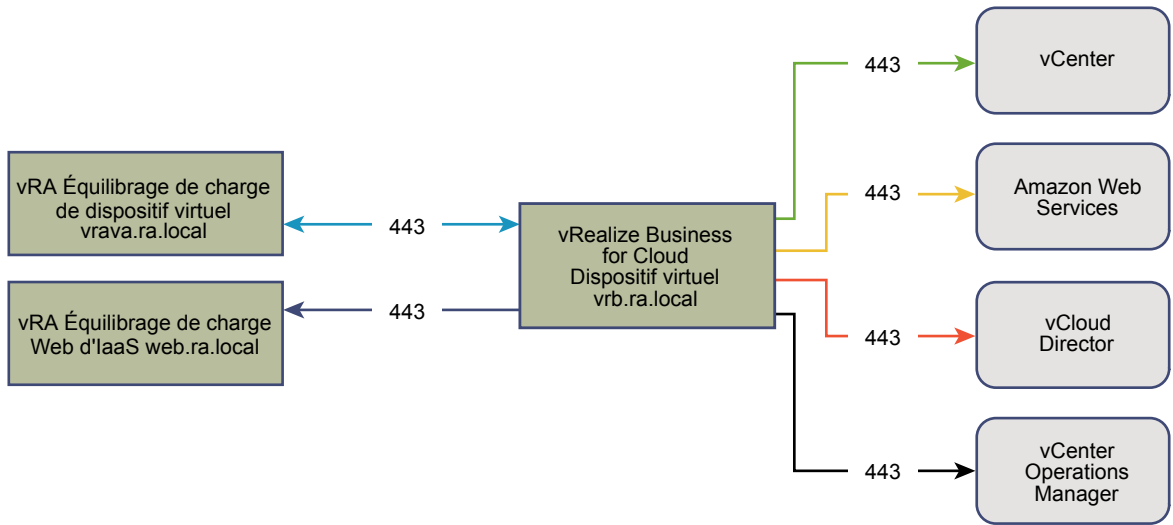 vRA Équilibrage de charge
de dispositif virtuel
vrava.ra.local
443
vRA Équilibrage de charge
Web d'IaaS web.ra.local
443
vRealize Business
for Cloud
Dispositif virtuel
vrb.ra.local
443
vCenter
443
Amazon Web
Services
443
vCloud
Director
443
vCenter
Operations
Manager